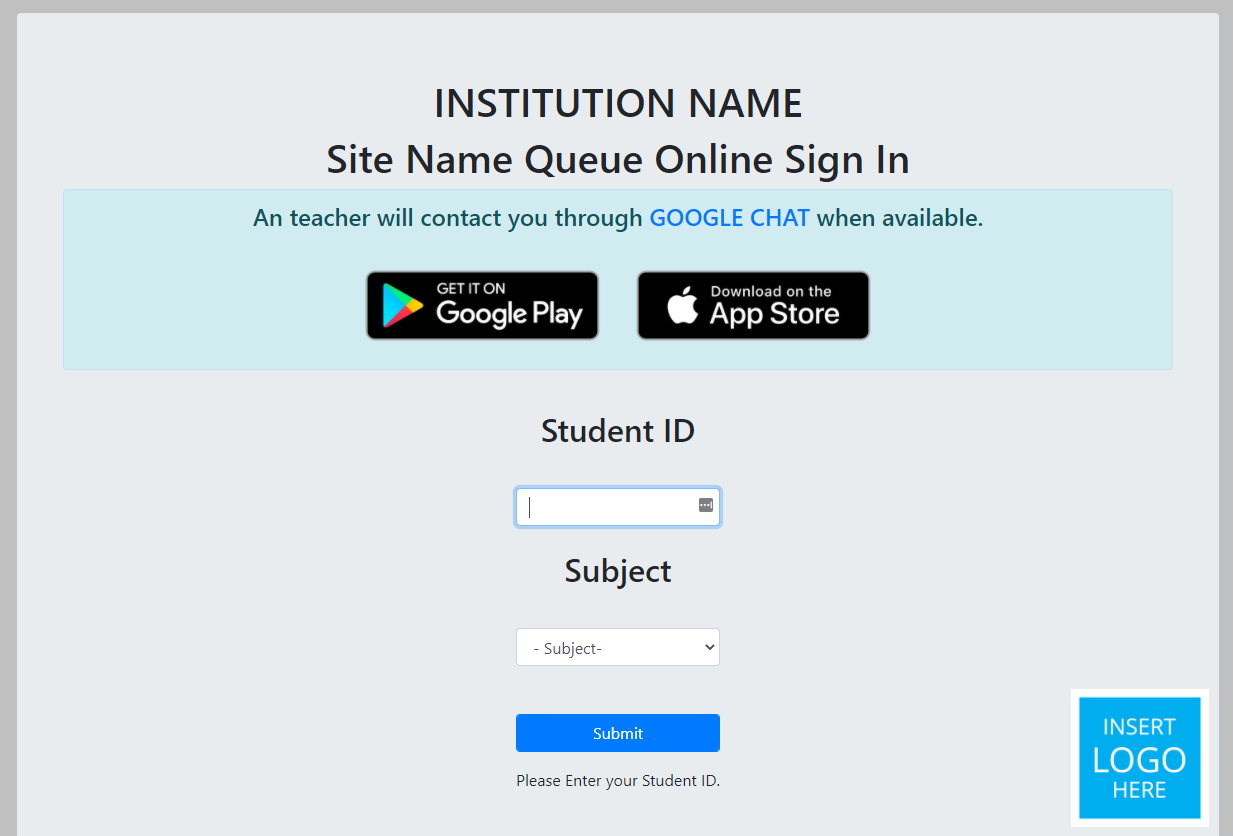 INSTITUTION NAME
Site Name Queue Online Sign In
An teacher will contact you through GOOGLE CHAT when available.
GET IT ON
Google Play
Download on the
App Store
Student ID
Subject
- Subject-
Submit
Please Enter your Student ID.
INSERT
LOGO
HERE